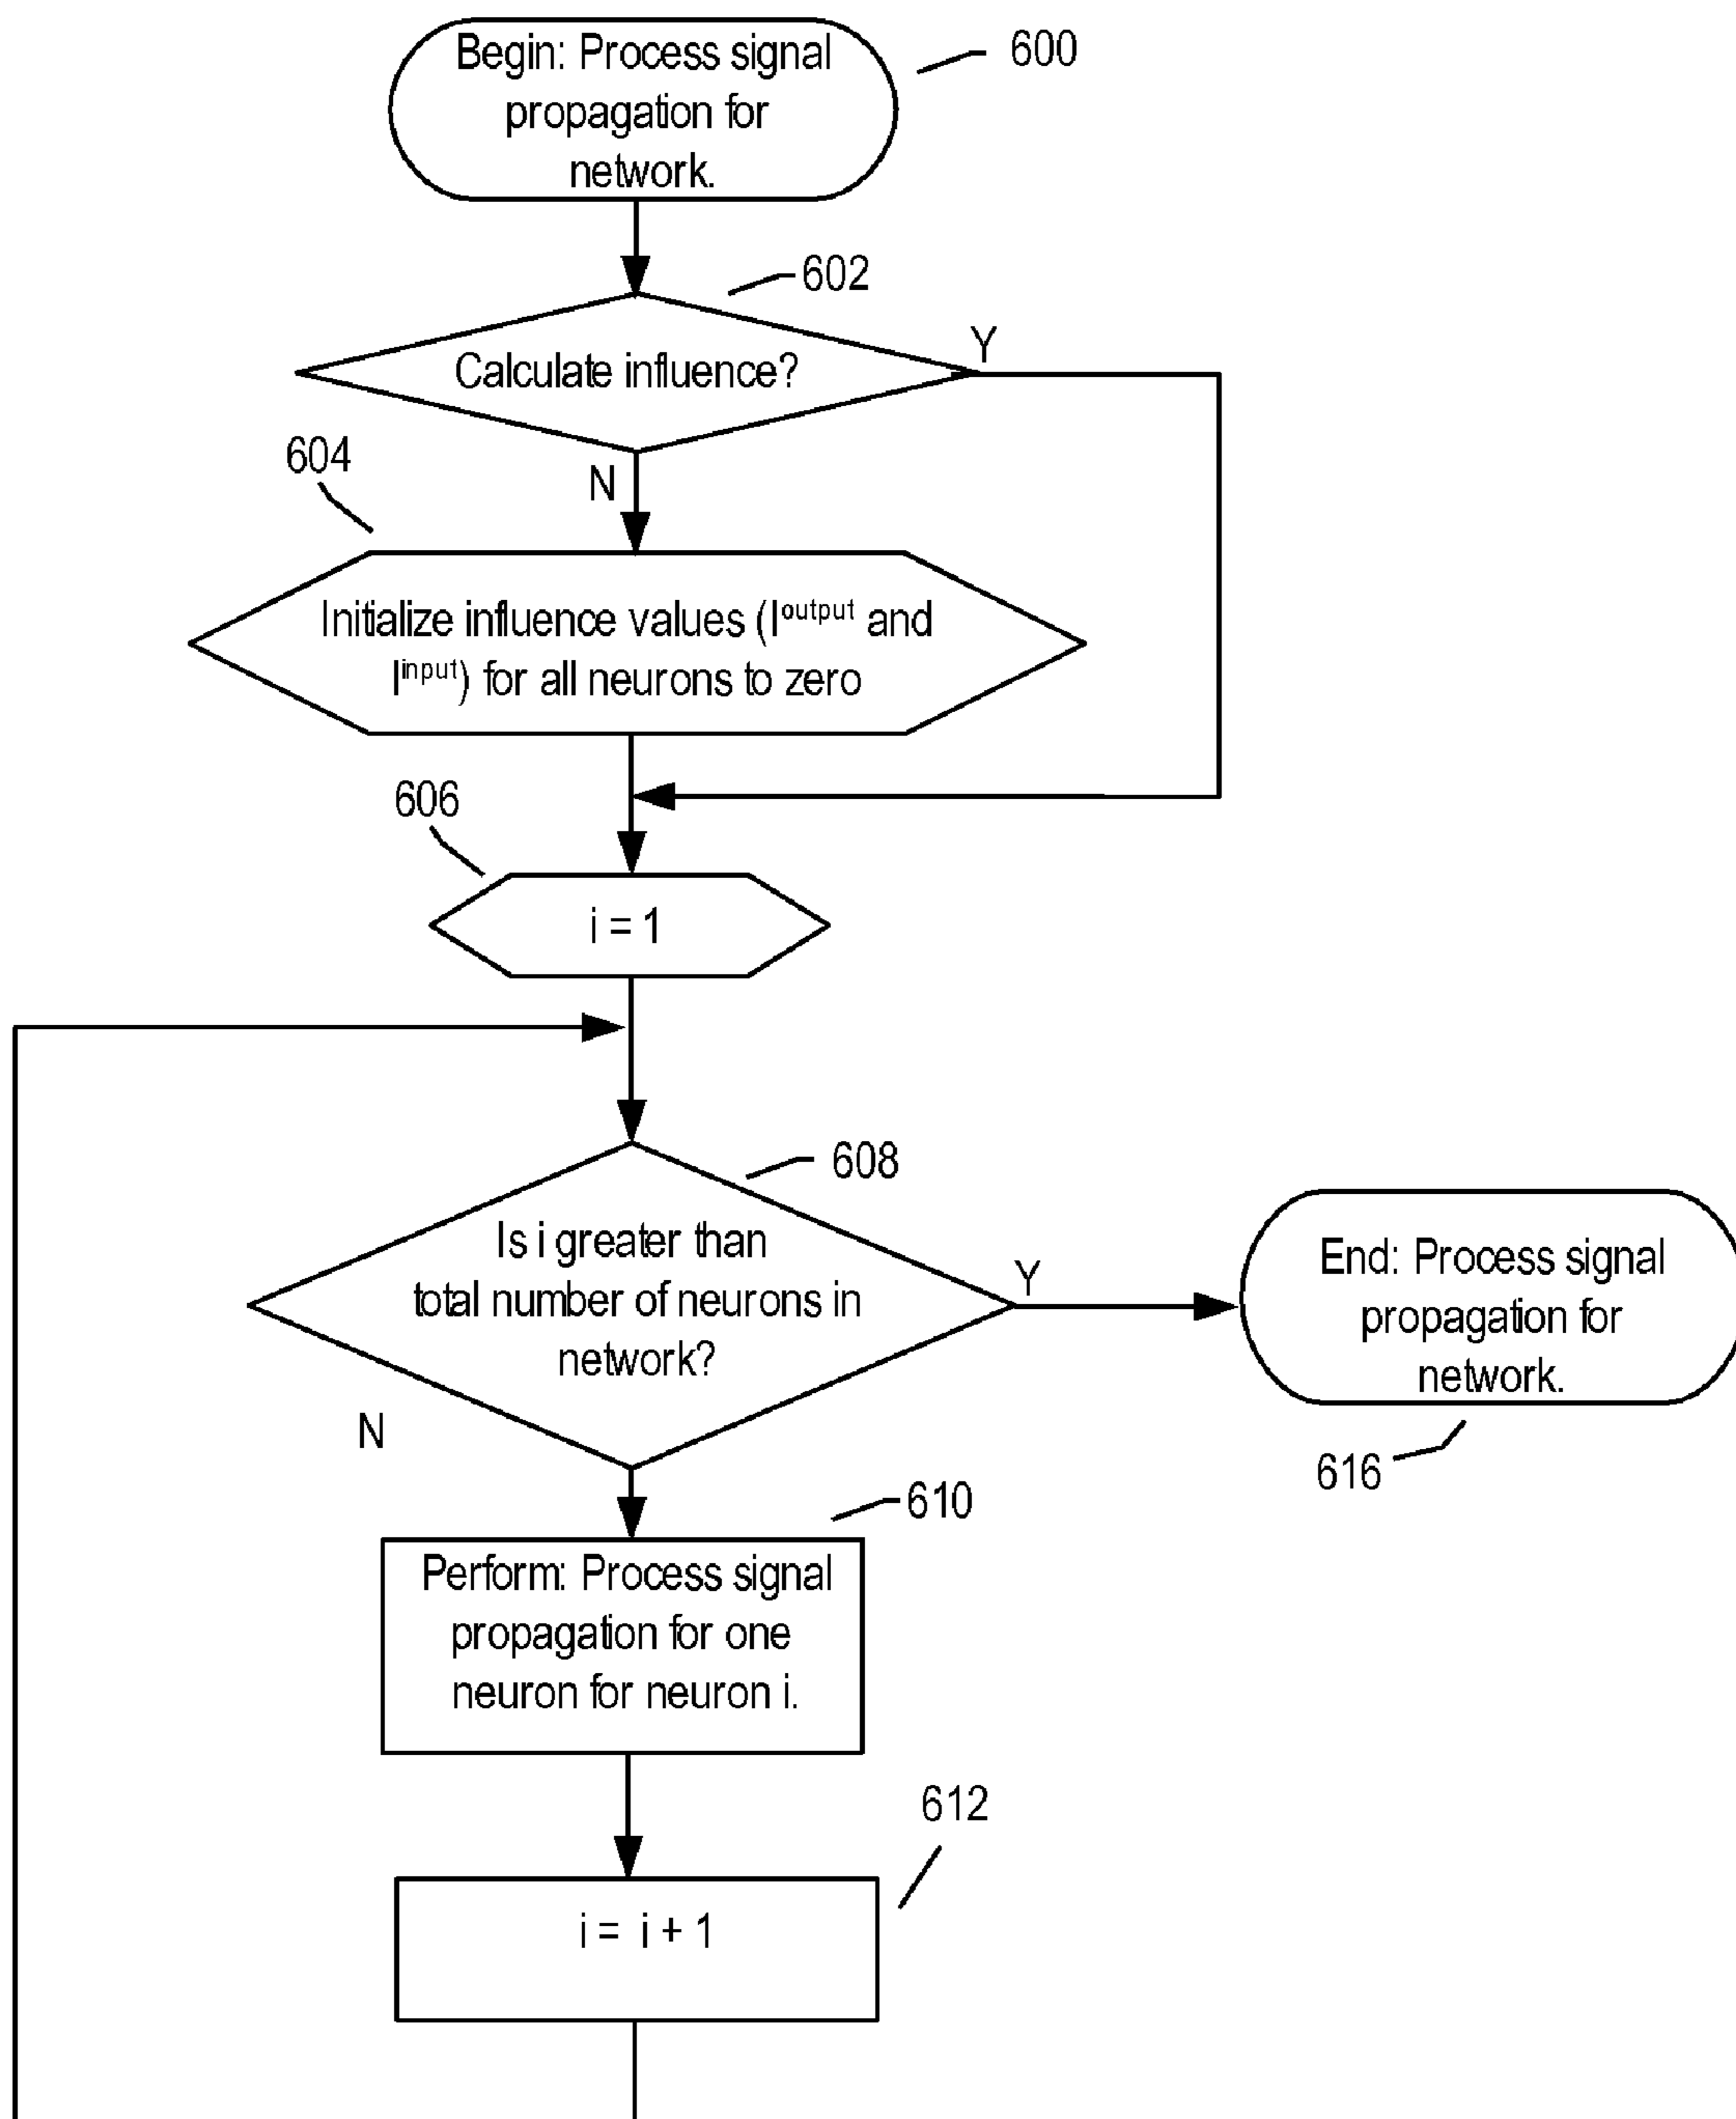 Begin: Process signal
propagation for
network.
600
602
Calculate influence?
Y
604
N
Initialize influence values (I^output and
I^input) for all neurons to zero
606
i = 1
608
Is i greater than
total number of neurons in
network?
Y
End: Process signal
propagation for
network.
N
616
610
Perform: Process signal
propagation for one
neuron for neuron i.
612
i = i + 1